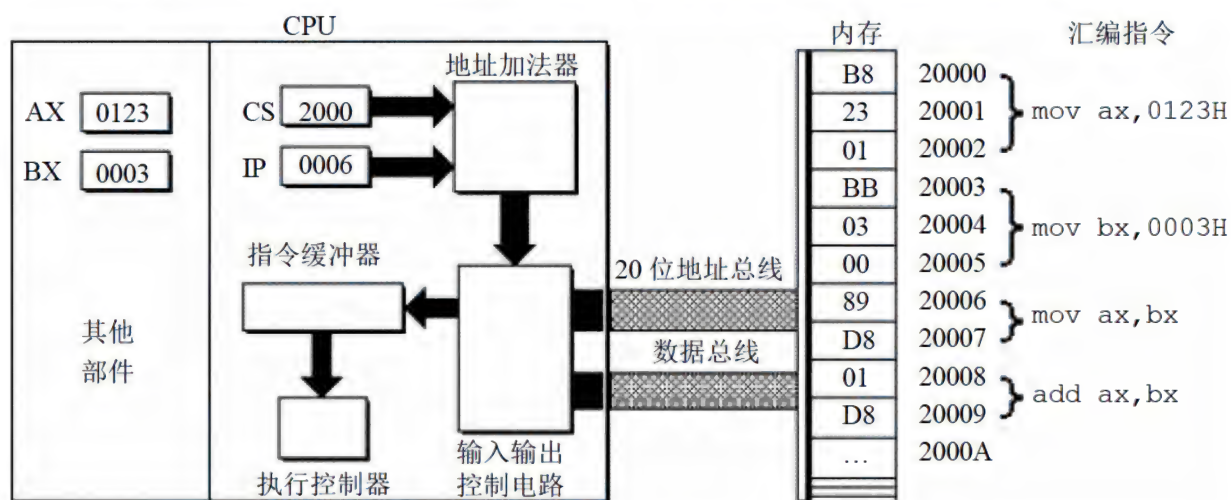 CPU
内存
汇编指令
地址加法器
AX 0123
CS 2000
BX 0003
IP 0006
B8 20000
23 20001
01 20002
mov ax,0123H
BB 20003
03 20004
00 20005
mov bx,0003H
89 20006
D8 20007
mov ax,bx
01 20008
D8 20009
add ax,bx
... 2000A
指令缓冲器
20 位地址总线
数据总线
其他
部件
执行控制器
输入输出
控制电路